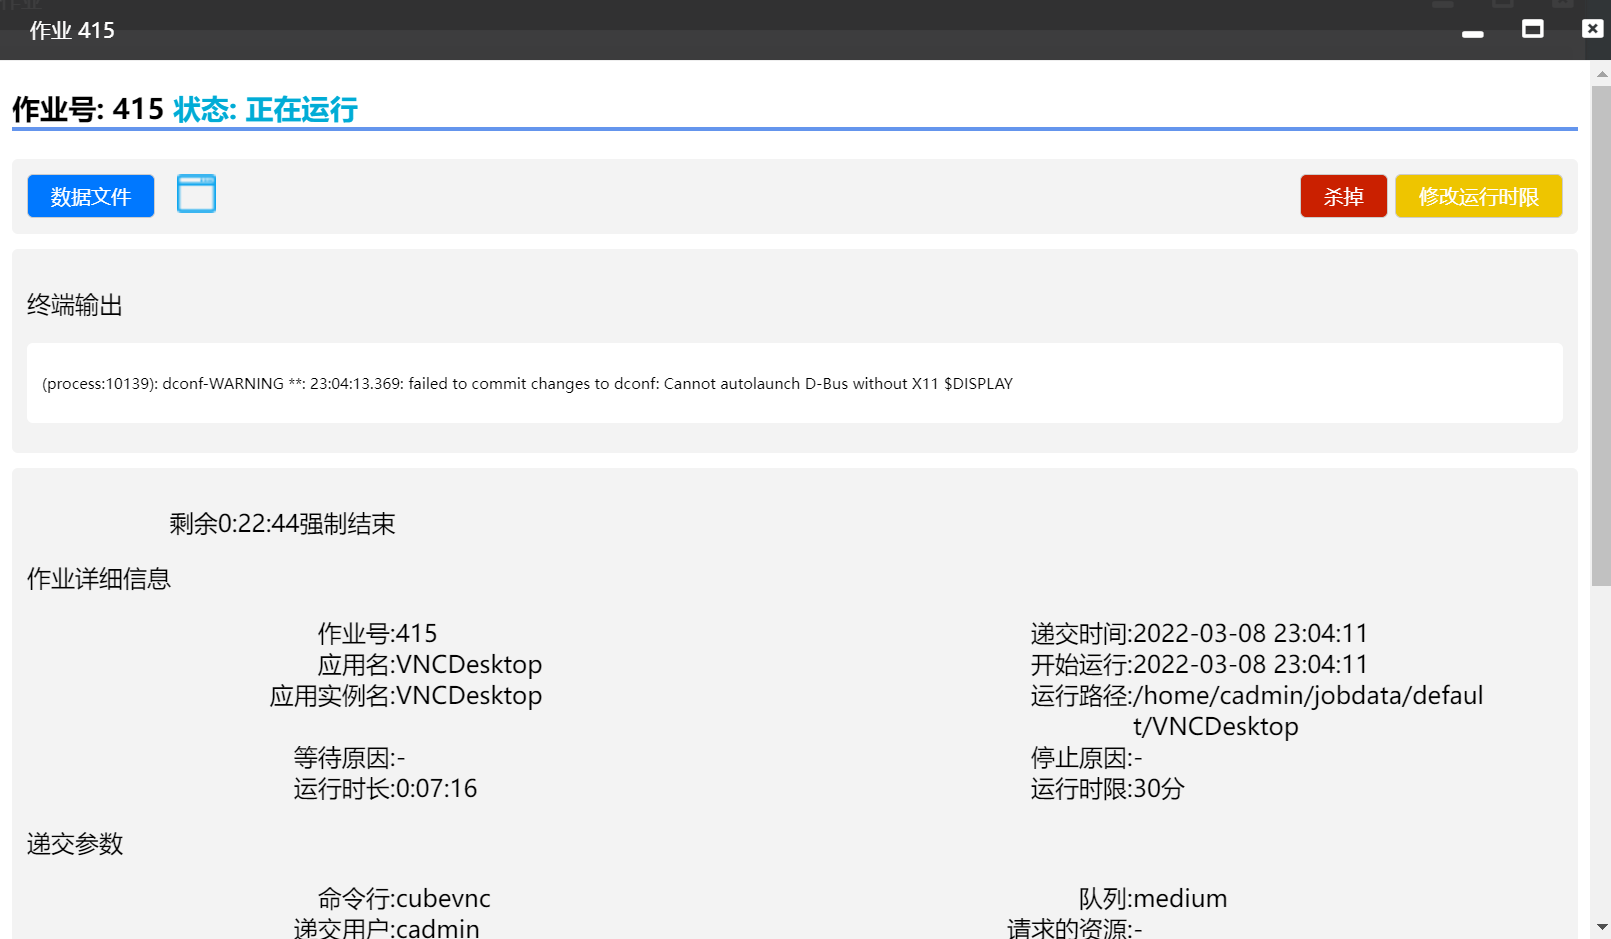 作业 415
作业号: 415 状态: 正在运行
数据文件
杀掉
修改运行时限
终端输出
(process:10139): dconf-WARNING **: 23:04:13.369: failed to commit changes to dconf: Cannot autolaunch D-Bus without X11 $DISPLAY
剩余0:22:44强制结束
作业详细信息
作业号:415
递交时间:2022-03-08 23:04:11
应用名:VNCDesktop
开始运行:2022-03-08 23:04:11
应用实例名:VNCDesktop
运行路径:/home/cadmin/jobdata/defaul
t/VNCDesktop
等待原因:-
停止原因:-
运行时长:0:07:16
运行时限:30分
递交参数
命令行:cubevnc
队列:medium
递交用户:cadmin
请求的资源:-